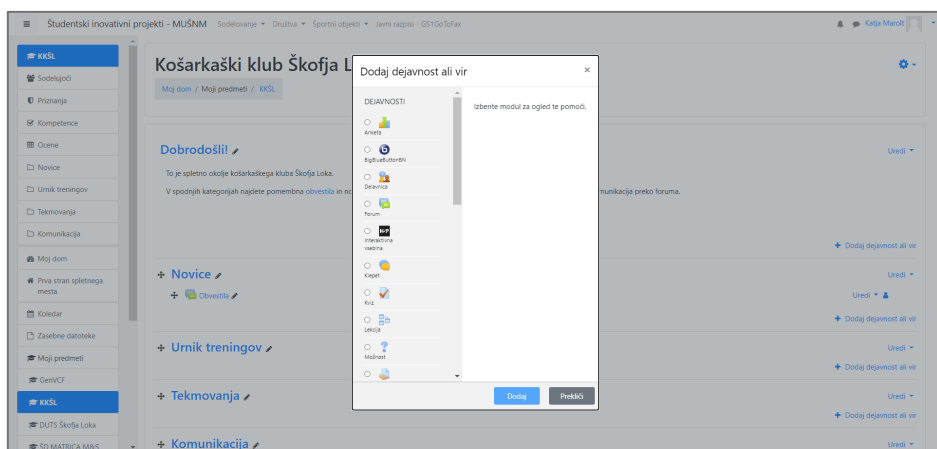 Študentski inovativni projekti - MUŠNM Sodelovanje Društva Športni objekti Javni razpisi GS1GoToFax Katja Marolt
KKŠL
Sodelujoči
Priznanja
Kompetence
Ocene
Novice
Urnik treningov
Tekmovanja
Komunikacija
Moj dom
Prva stran spletnega
mesta
Koledar
Zasebne datoteke
Moji predmeti
GenVCF
KKŠL
DUTS Škofja Loka
ŠD MATRICA M&S
Košarkaški klub Škofja L
Moj dom / Moji predmeti / KKŠL
Dobrodošli!
Uredi
To je spletno okolje košarkaškega kluba Škofja Loka.
V spodnjih kategorijah najdete pomembna obvestila in no
munikacija preko foruma.
+ Dodaj dejavnost ali vir
Novice
Uredi
Obvestila
Uredi
+ Dodaj dejavnost ali vir
Urnik treningov
Uredi
+ Dodaj dejavnost ali vir
Tekmovanja
Uredi
+ Dodaj dejavnost ali vir
Komunikacija
Uredi
Dodaj dejavnost ali vir ×
DEJAVNOSTI
Anketa
BigBlueButtonBN
Delavnica
Forum
H-P
Interaktivna
vsebina
Klepet
Kviz
Lekcija
Možnost
Izberite modul za ogled te pomoči.
Dodaj
Prekliči